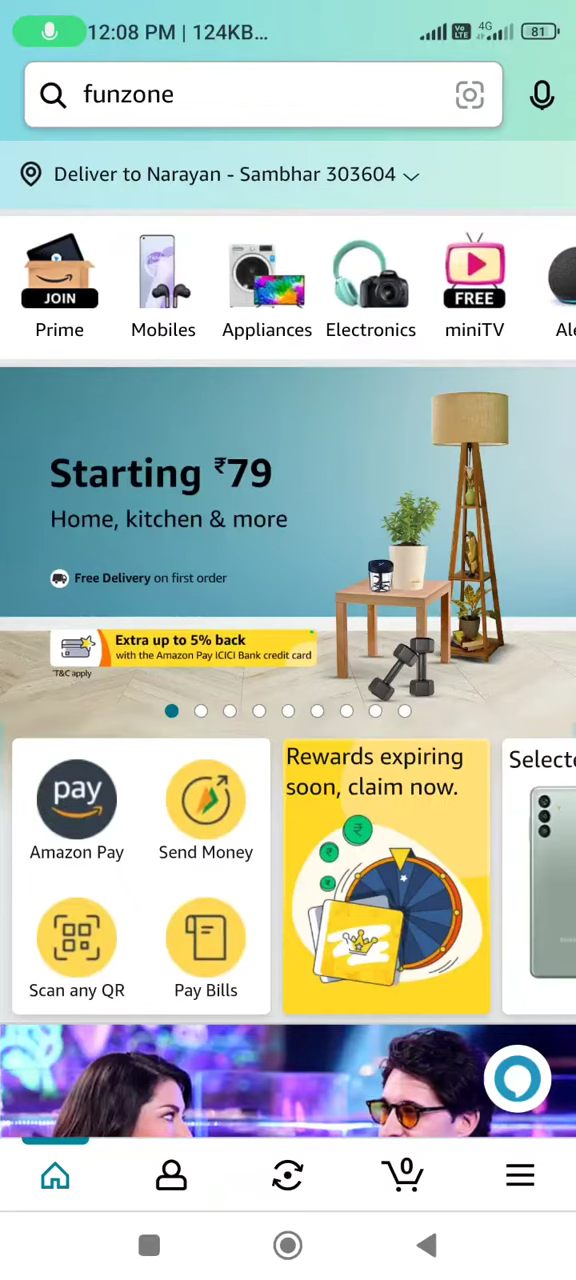 12:08 PM | 124KB...
Vo
LTE
4G
81
funzone
Deliver to Narayan - Sambhar 303604
JOIN
FREE
Prime
Mobiles
Appliances
Electronics
miniTV
Ale
Starting ₹79
Home, kitchen & more
Free Delivery on first order
Extra up to 5% back
with the Amazon Pay ICICI Bank credit card
*T&C apply
pay
Amazon Pay
Send Money
Scan any QR
Pay Bills
Rewards expiring
soon, claim now.
₹
₹
₹
Selecte
0